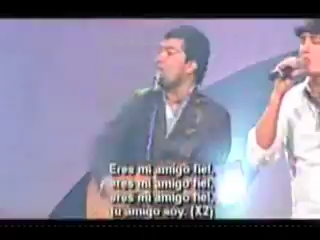 Eres mi amigo fiel,
eres mi amigo fiel,
eres mi amigo fiel,
tu amigo soy. (X2)